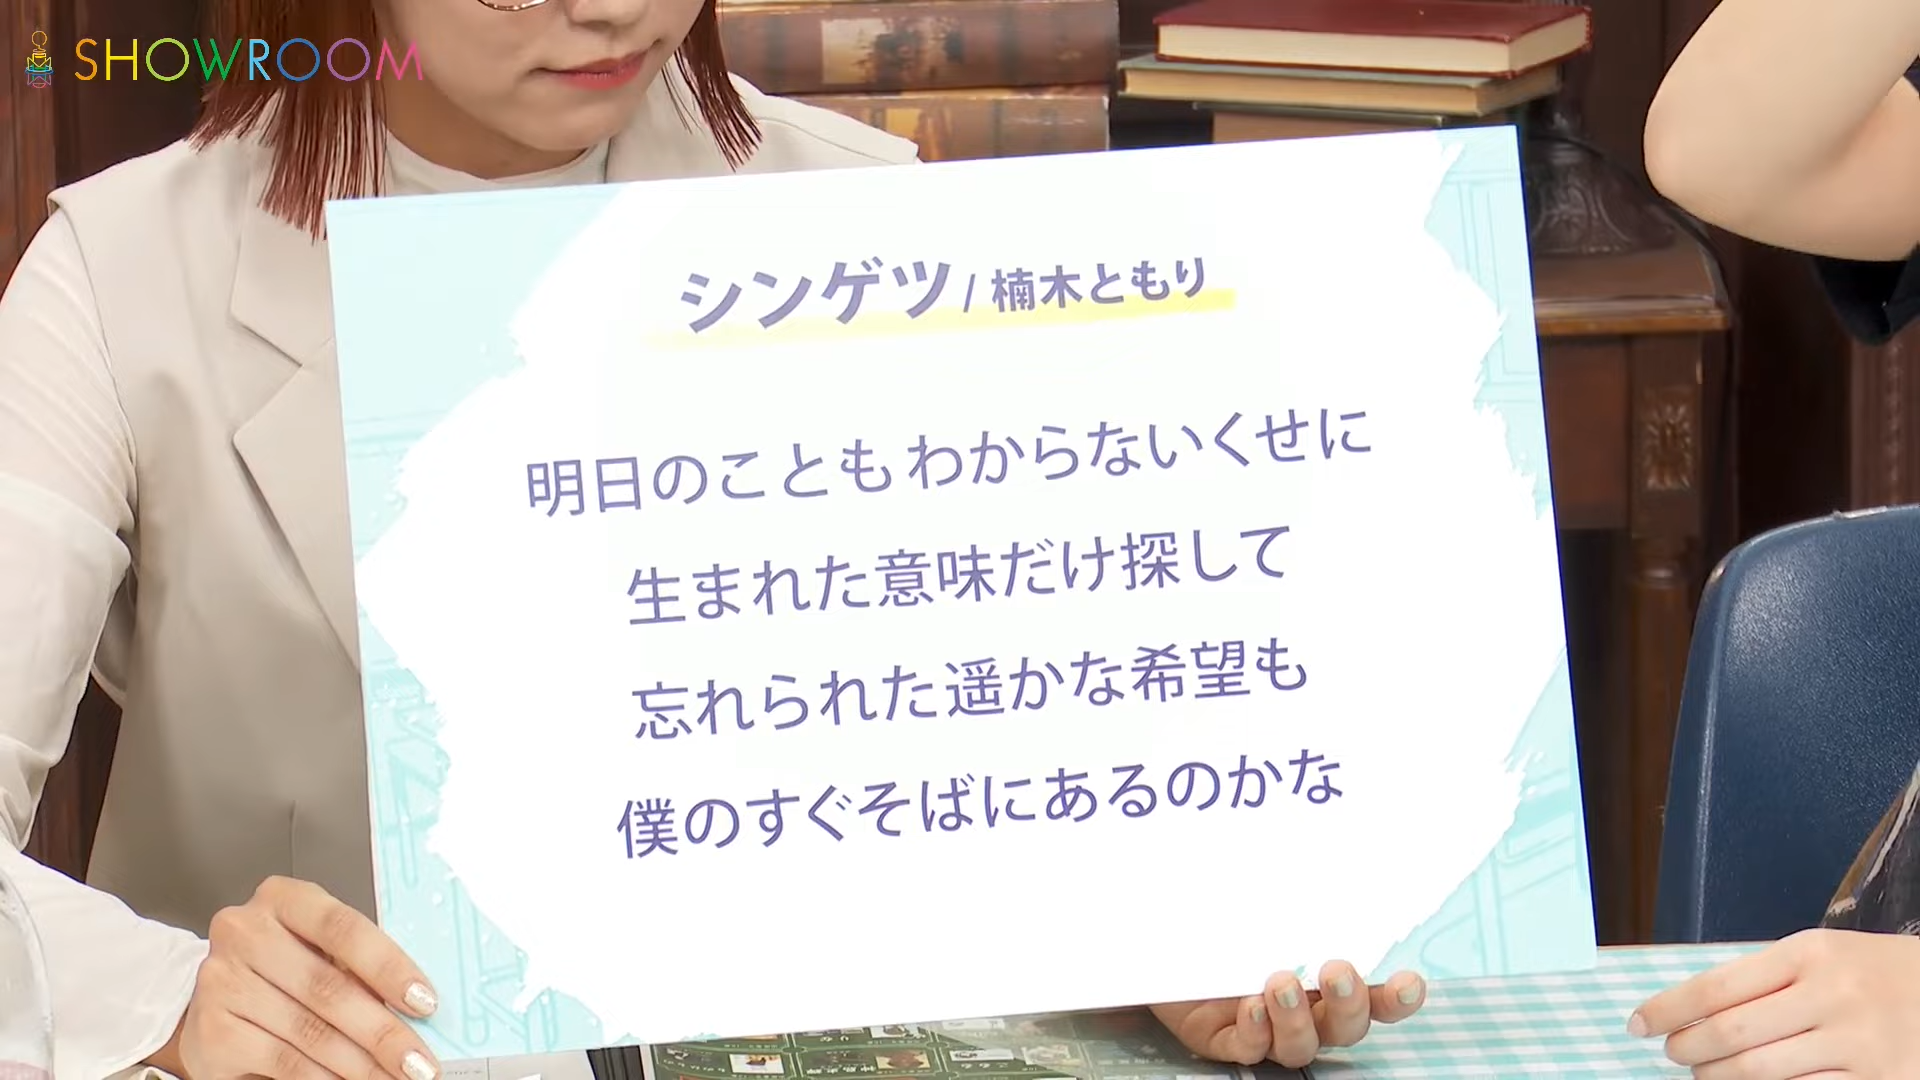 SHOWROOM
シンゲツ / 楠木ともり
明日のことも わからないくせに
生まれた意味だけ探して
忘れられた遥かな希望も
僕のすぐそばにあるのかな